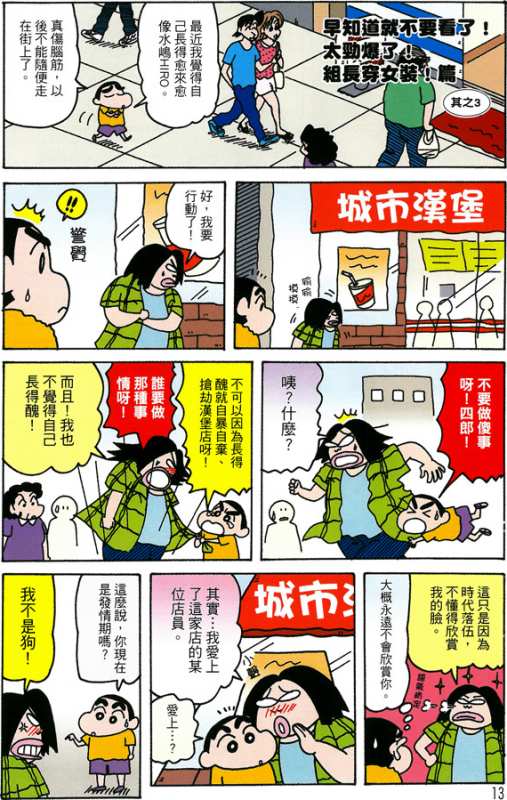 早知道就不要看了！
太勁爆了！
組長穿女裝！篇
其之3
最近我覺得自
己長得愈來愈
像水嶋HIRO。
真傷腦筋，以
後不能隨便走
在街上了。
城市漢堡
偷偷
摸摸
好，我要
行動了！
!!
警覺
不要做傻事
呀！四郎！
咦？什麼？
不可以因為長得
醜就自暴自棄、
搶劫漢堡店呀！
誰要做
那種事
情呀！
而且！我也
不覺得自己
長得醜！
這只是因為
時代落伍，
不懂得欣賞
我的臉。
大概永遠不會欣賞你。
城市漢
其實…我愛上
了這家店的某
位店員。
小聲
愛上…？
這麼說，你現在
是發情期嗎？
我不是狗！
13